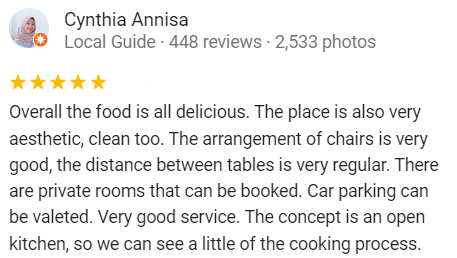 Cynthia Annisa
Local Guide · 448 reviews · 2,533 photos
Overall the food is all delicious. The place is also very
aesthetic, clean too. The arrangement of chairs is very
good, the distance between tables is very regular. There
are private rooms that can be booked. Car parking can
be valeted. Very good service. The concept is an open
kitchen, so we can see a little of the cooking process.